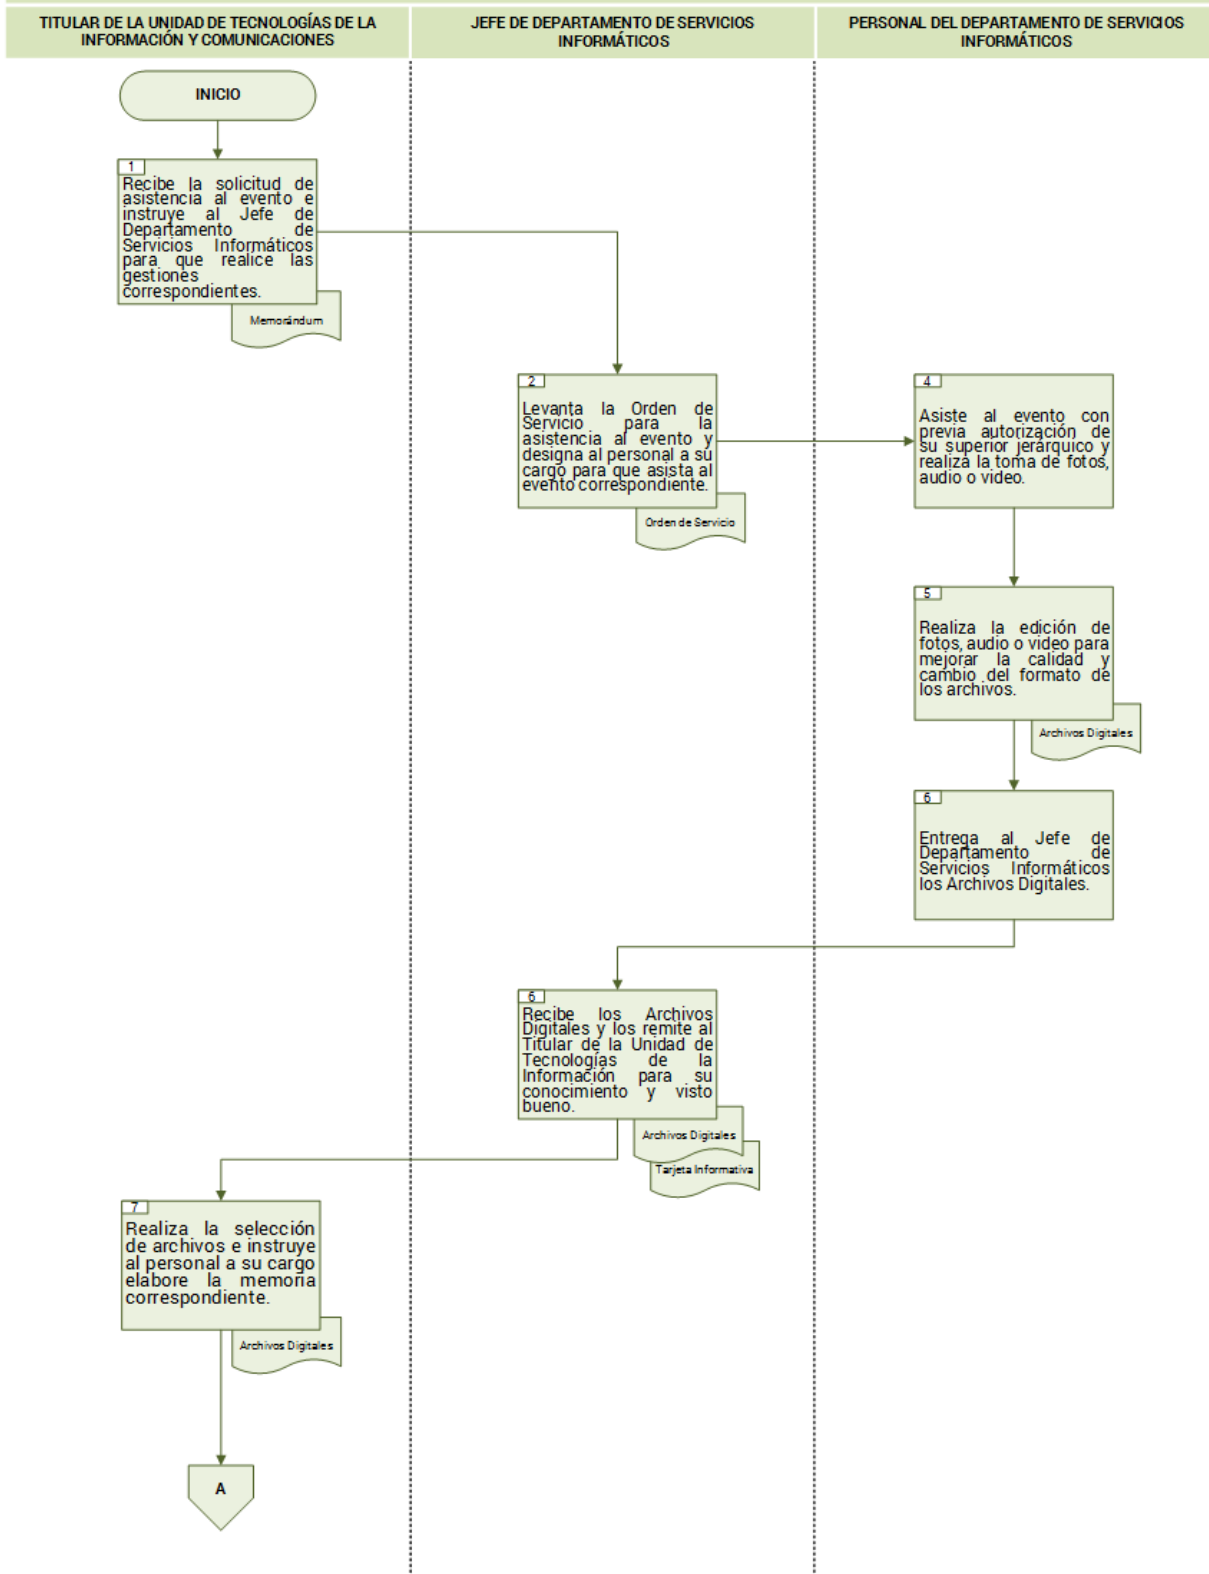 TITULAR DE LA UNIDAD DE TECNOLOGÍAS DE LA
INFORMACIÓN Y COMUNICACIONES
JEFE DE DEPARTAMENTO DE SERVICIOS
INFORMÁTICOS
PERSONAL DEL DEPARTAMENTO DE SERVICIOS
INFORMÁTICOS
INICIO
1
Recibe la solicitud de
asistencia al evento e
instruye al Jefe de
Departamento de
Servicios Informáticos
para que realice las
gestiones
correspondientes.
Memorándum
2
Levanta la Orden de
Servicio para la
asistencia al evento y
designa al personal a su
cargo para que asista al
evento correspondiente.
Orden de Servicio
4
Asiste al evento con
previa autorización de
su superior jerárquico y
realiza la toma de fotos,
audio o video.
5
Realiza la edición de
fotos, audio o video para
mejorar la calidad y
cambio del formato de
los archivos.
Archivos Digitales
6
Entrega al Jefe de
Departamento de
Servicios Informáticos
los Archivos Digitales.
6
Recibe los Archivos
Digitales y los remite al
Titular de la Unidad de
Tecnologías de la
Información para su
conocimiento y visto
bueno.
Archivos Digitales
Tarjeta Informativa
7
Realiza la selección
de archivos e instruye
al personal a su cargo
elabore la memoria
correspondiente.
Archivos Digitales
A